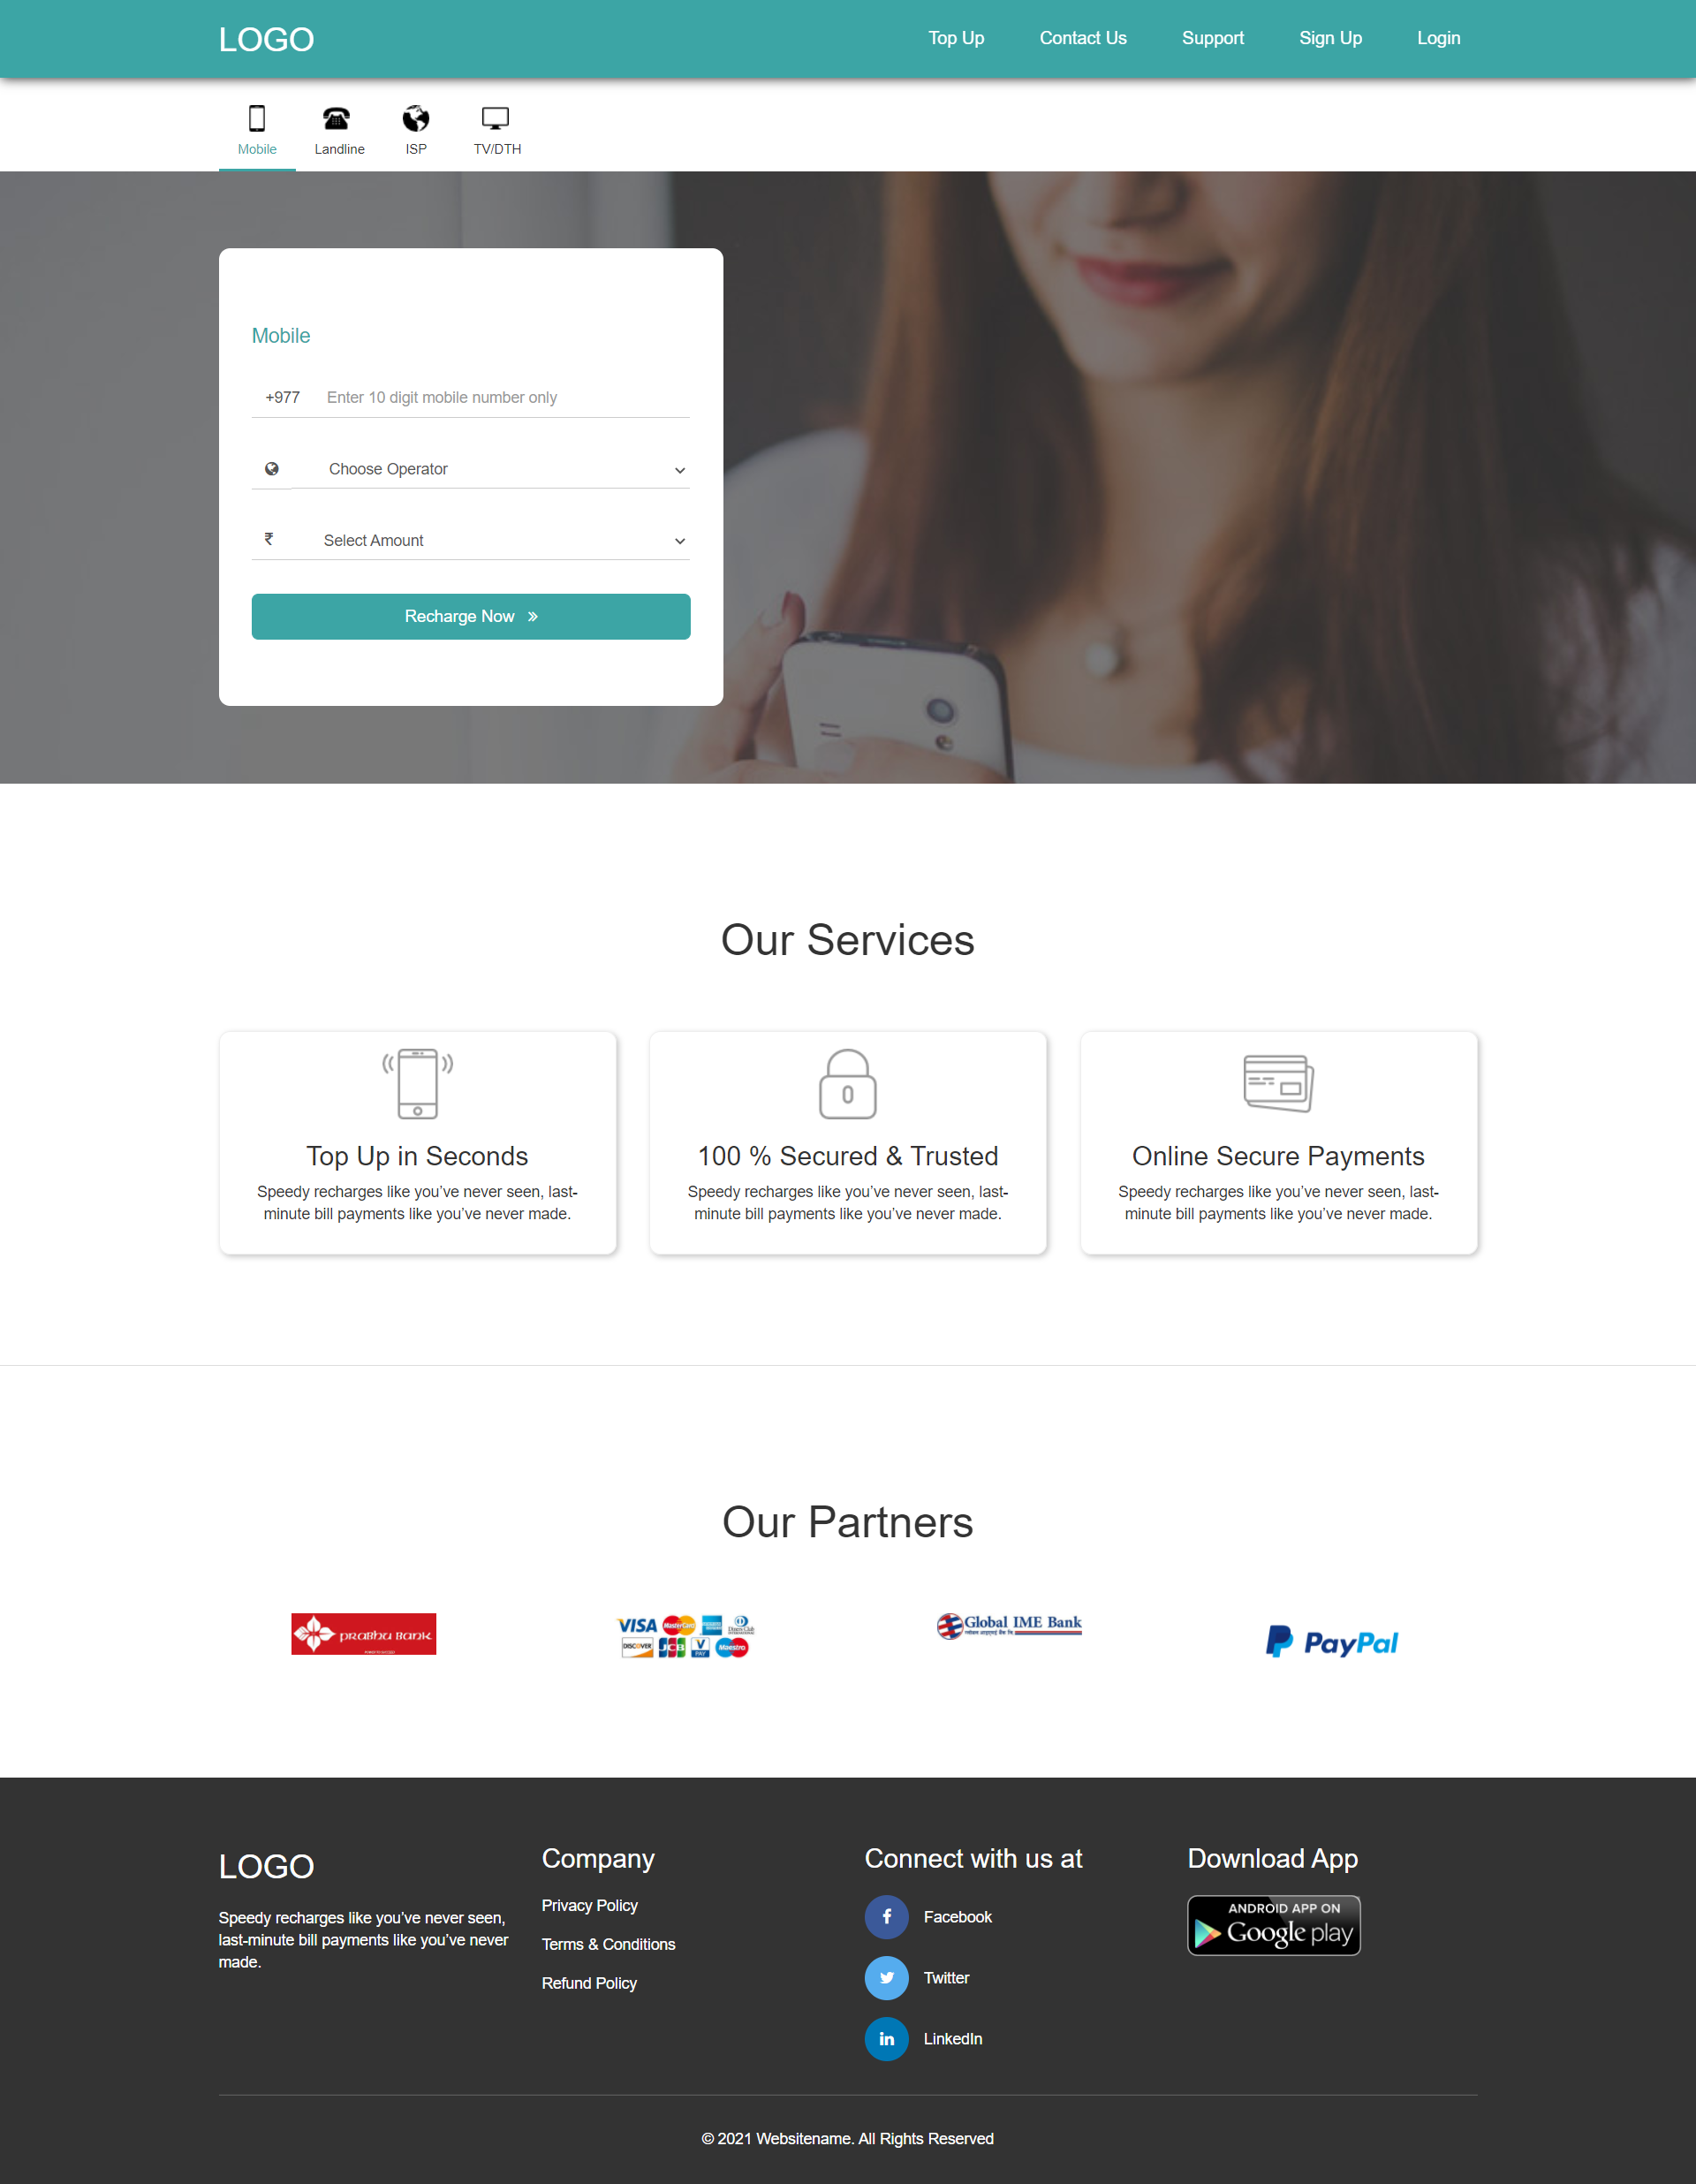 LOGO
Top Up
Contact Us
Support
Sign Up
Login
Mobile
Landline
ISP
TV/DTH
Mobile
+977
Enter 10 digit mobile number only
Choose Operator
₹
Select Amount
Recharge Now »
Our Services
Top Up in Seconds
Speedy recharges like you’ve never seen, last-
minute bill payments like you’ve never made.
100 % Secured & Trusted
Speedy recharges like you’ve never seen, last-
minute bill payments like you’ve never made.
Online Secure Payments
Speedy recharges like you’ve never seen, last-
minute bill payments like you’ve never made.
Our Partners
PRABHU BANK
VISA
MasterCard
Diners Club
INTERNATIONAL
DISCOVER
JCB
V
PAY
Maestro
Global IME Bank
PayPal
LOGO
Speedy recharges like you’ve never seen,
last-minute bill payments like you’ve never
made.
Company
Privacy Policy
Terms & Conditions
Refund Policy
Connect with us at
Facebook
Twitter
LinkedIn
Download App
ANDROID APP ON
Google play
© 2021 Websitename. All Rights Reserved